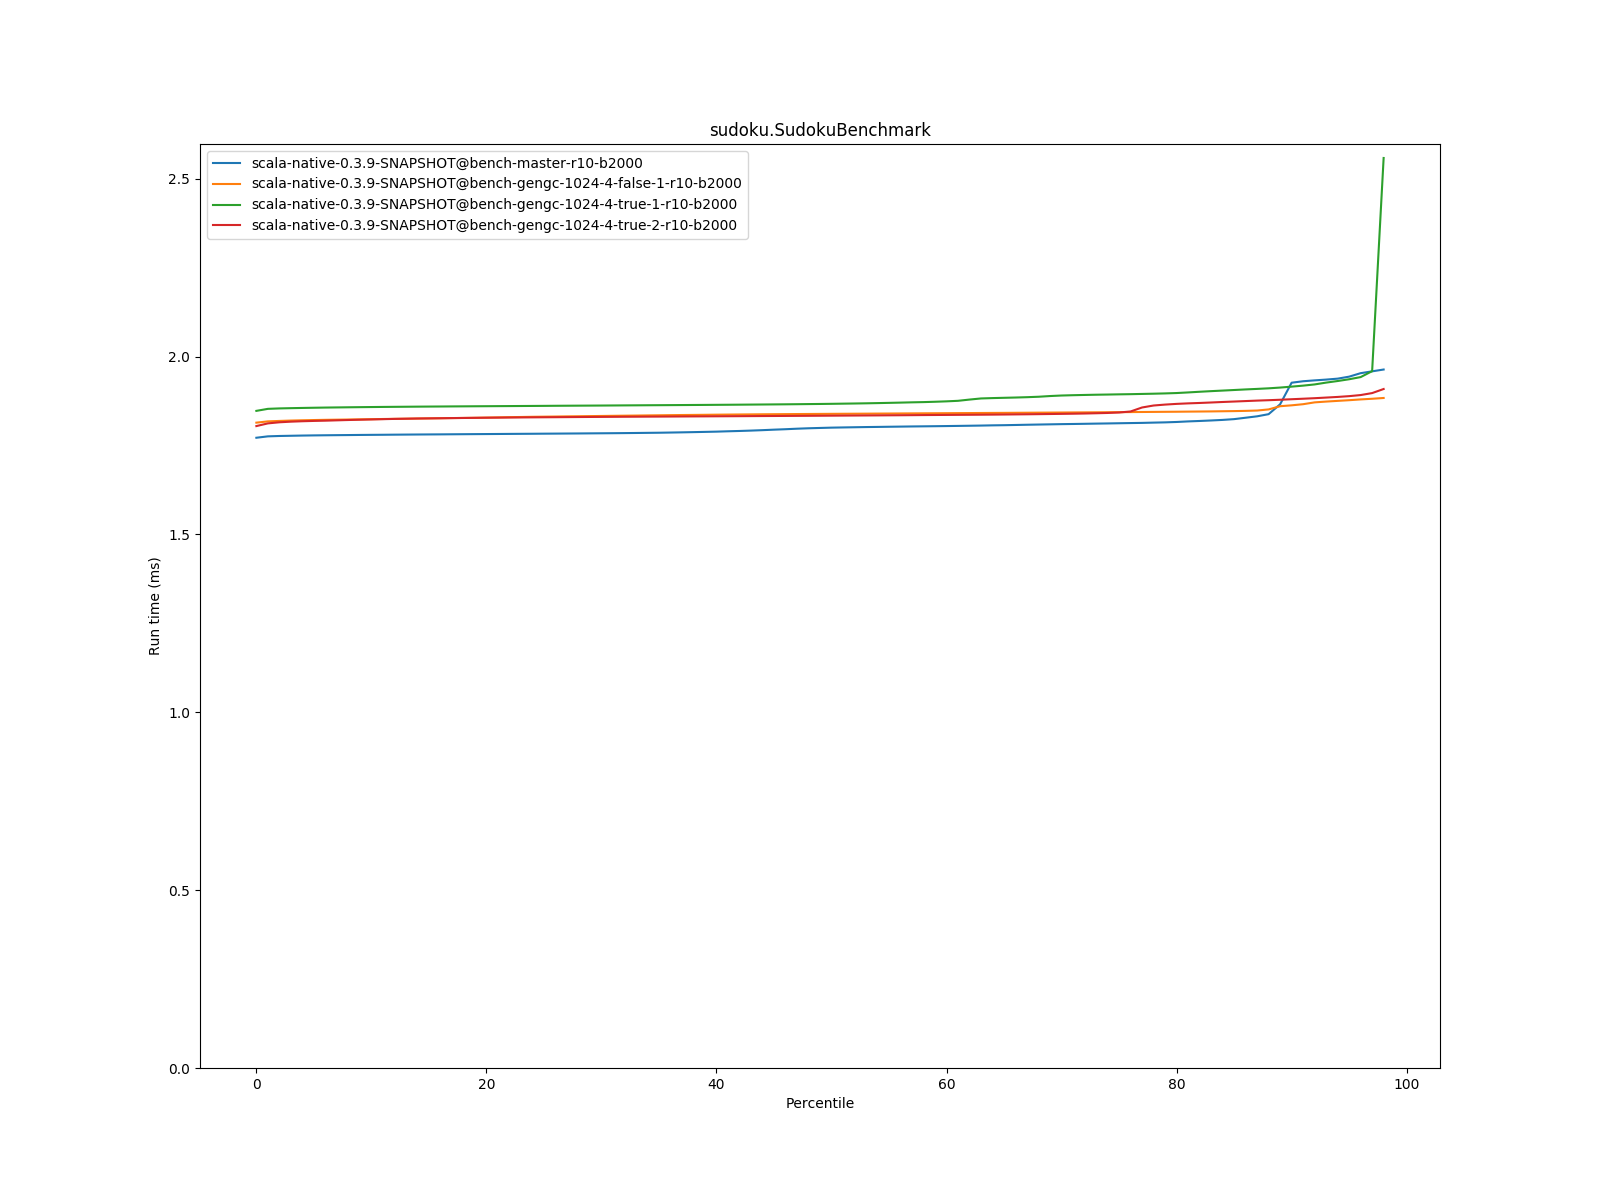 sudoku.SudokuBenchmark
scala-native-0.3.9-SNAPSHOT@bench-master-r10-b2000
scala-native-0.3.9-SNAPSHOT@bench-gengc-1024-4-false-1-r10-b2000
scala-native-0.3.9-SNAPSHOT@bench-gengc-1024-4-true-1-r10-b2000
scala-native-0.3.9-SNAPSHOT@bench-gengc-1024-4-true-2-r10-b2000
2.5
2.0
1.5
1.0
0.5
0.0
Run time (ms)
0 20 40 60 80 100
Percentile